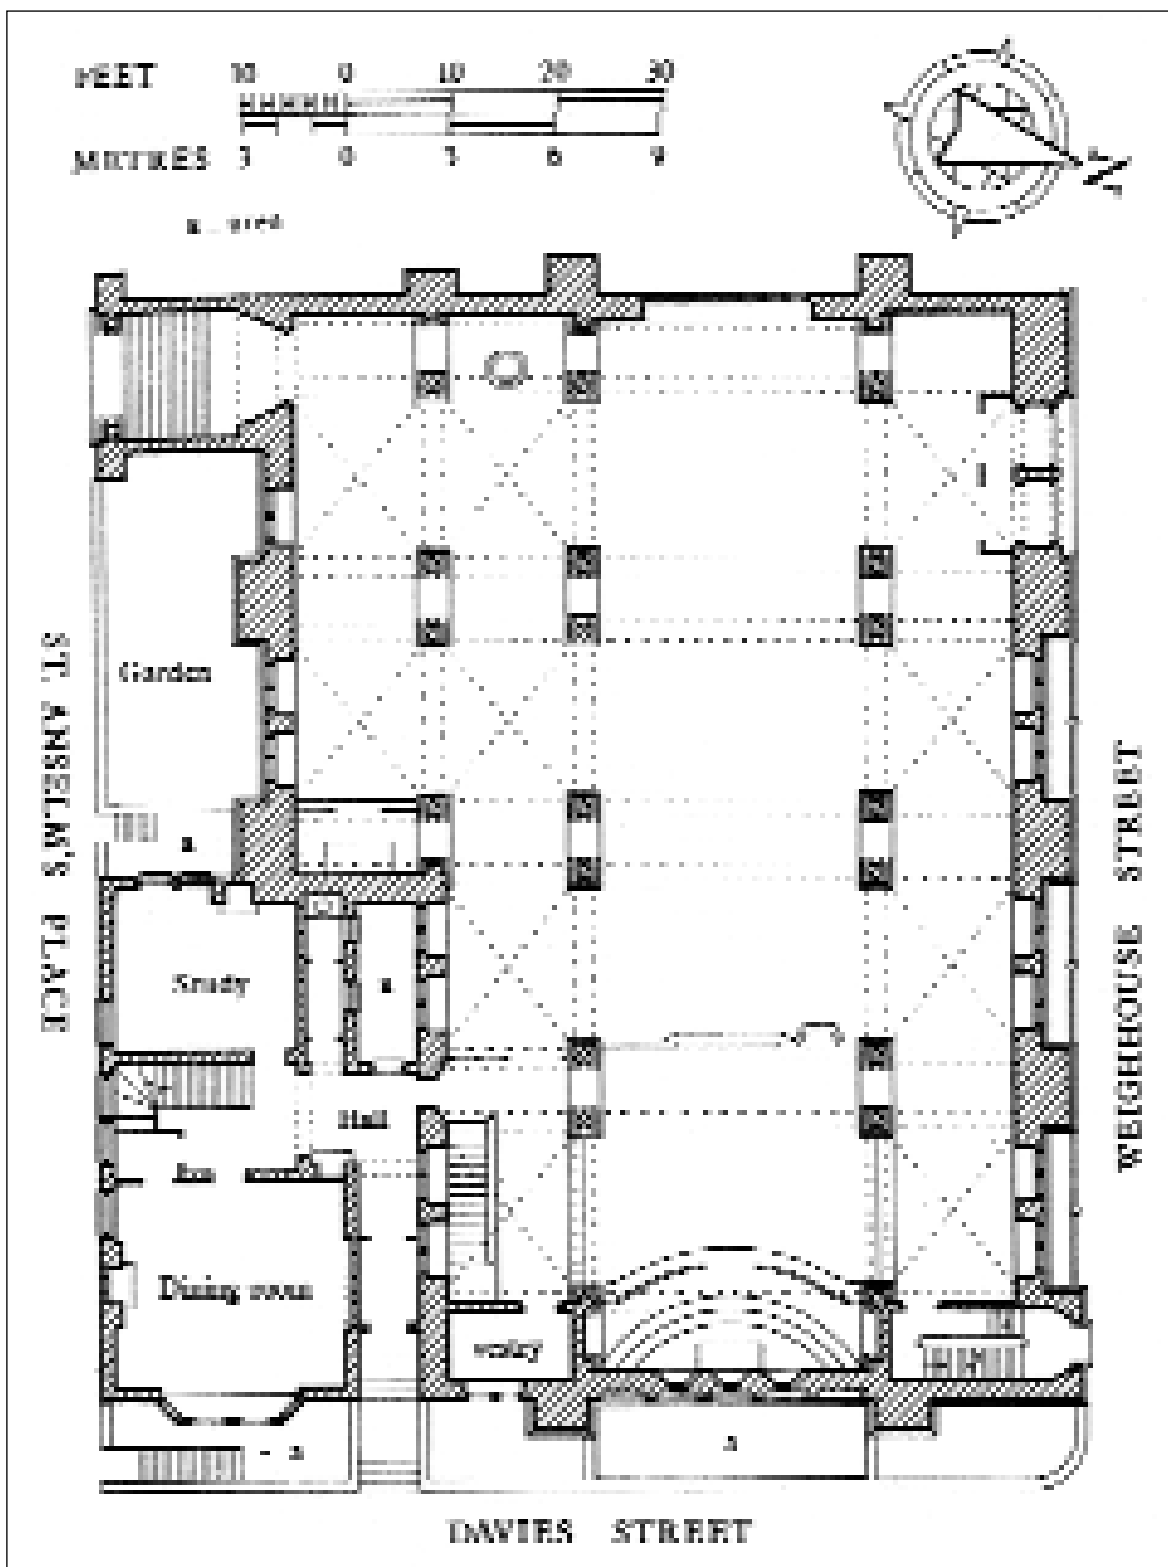 FEET 10 0 10 20 30
METRES 3 0 3 6 9
a area
N
Garden
ST. ANSELM'S PLACE
a
WEIGHHOUSE STREET
Study
a
Hall
Dining room
vestry
a
a
DAVIES STREET